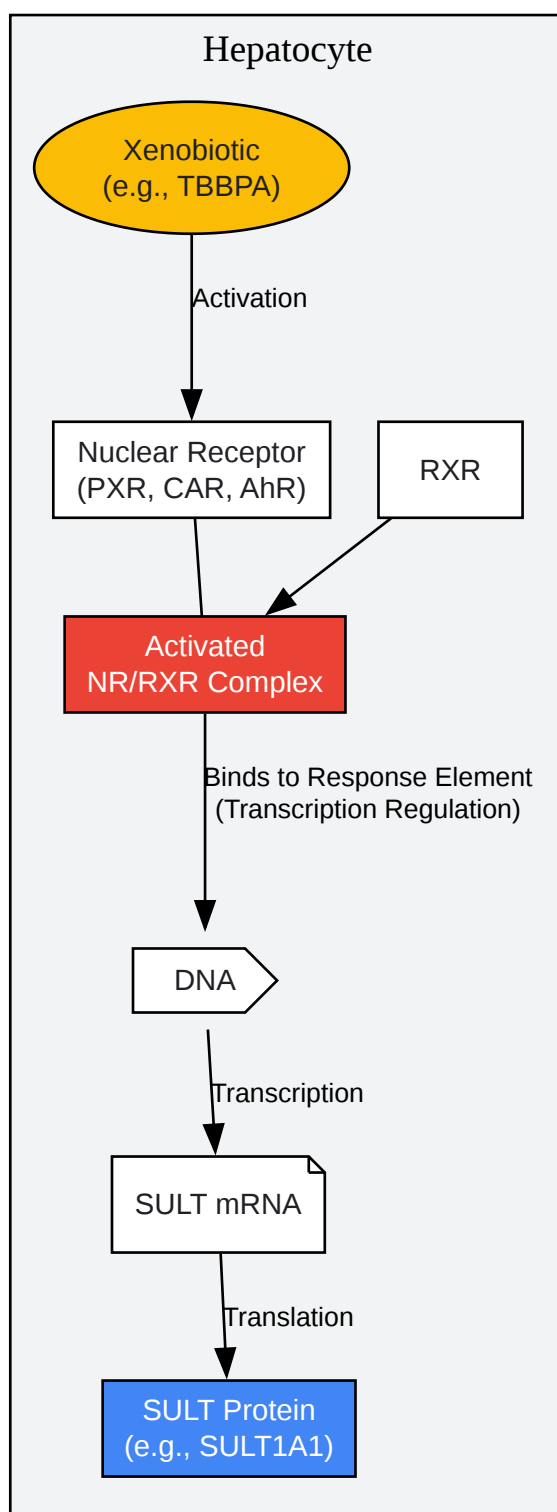 Hepatocyte
Xenobiotic
(e.g., TBBPA)
Activation
Nuclear Receptor
(PXR, CAR, AhR)
RXR
Activated
NR/RXR Complex
Binds to Response Element
(Transcription Regulation)
DNA
Transcription
SULT mRNA
Translation
SULT Protein
(e.g., SULT1A1)